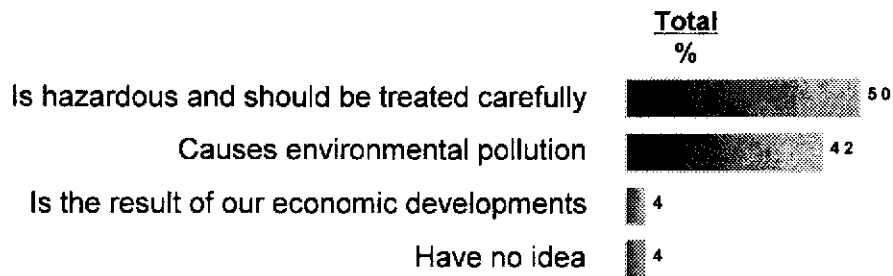 Total
%
Is hazardous and should be treated carefully 50
Causes environmental pollution 42
Is the result of our economic developments 4
Have no idea 4